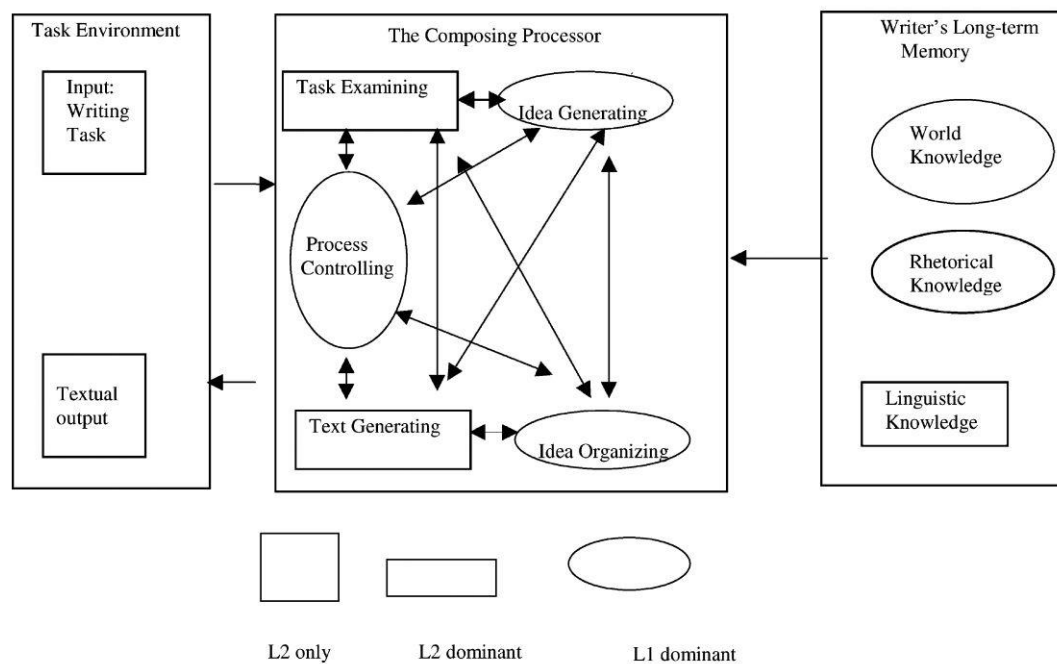 Task Environment
Input:
Writing
Task
Textual
output
The Composing Processor
Task Examining
Idea Generating
Process
Controlling
Text Generating
Idea Organizing
Writer's Long-term
Memory
World
Knowledge
Rhetorical
Knowledge
Linguistic
Knowledge
L2 only
L2 dominant
L1 dominant